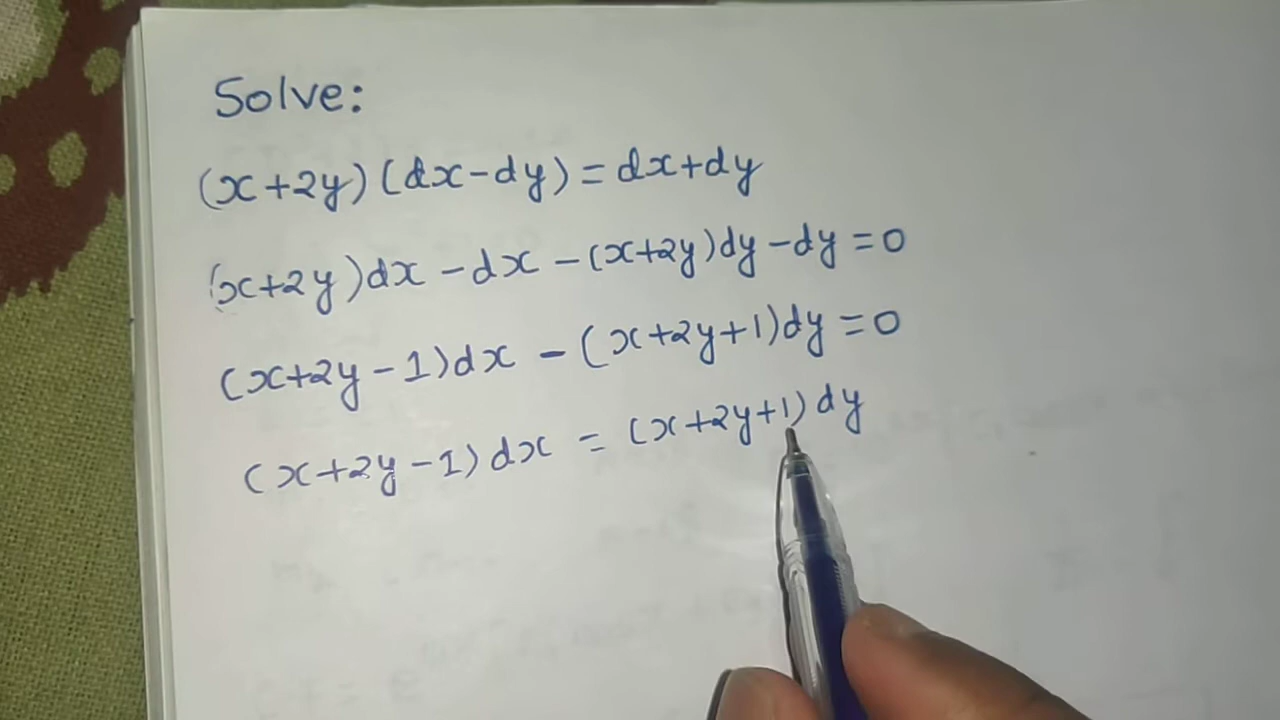 Solve:
(x+2y)(dx-dy)=dx+dy
(x+2y)dx-dx-(x+2y)dy-dy=0
(x+2y-1)dx-(x+2y+1)dy=0
(x+2y-1)dx=(x+2y+1)dy